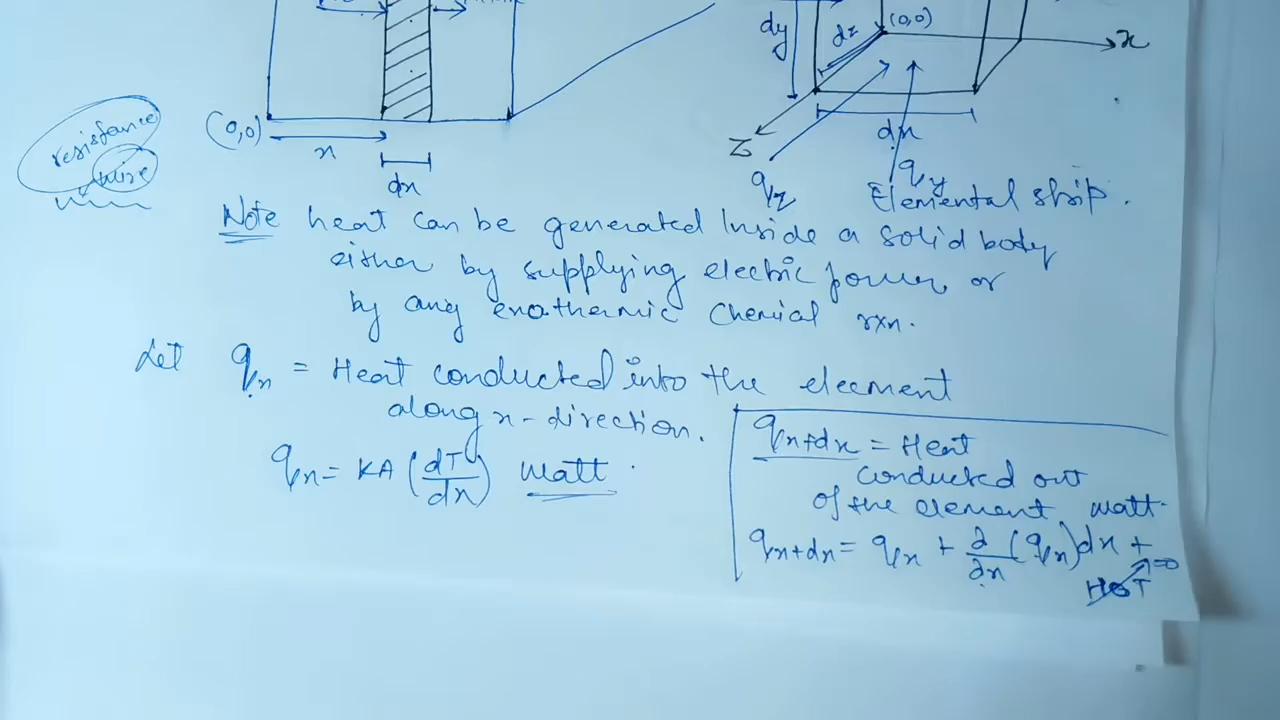 dy
dz
(0,0)
x
(0,0)
x
dx
dx
z
qz
qy
resistance
wire
Elemental strip.
Note heat can be generated Inside a solid body
either by supplying electric power or
by any exothermic chemical rxn.
Let qx = Heat conducted into the element
along x-direction.
qx = KA (dT/dx) watt.
qx+dx = Heat
conducted out
of the element, watt.
qx+dx = qx + ∂/∂x (qx)dx +
HOT =0